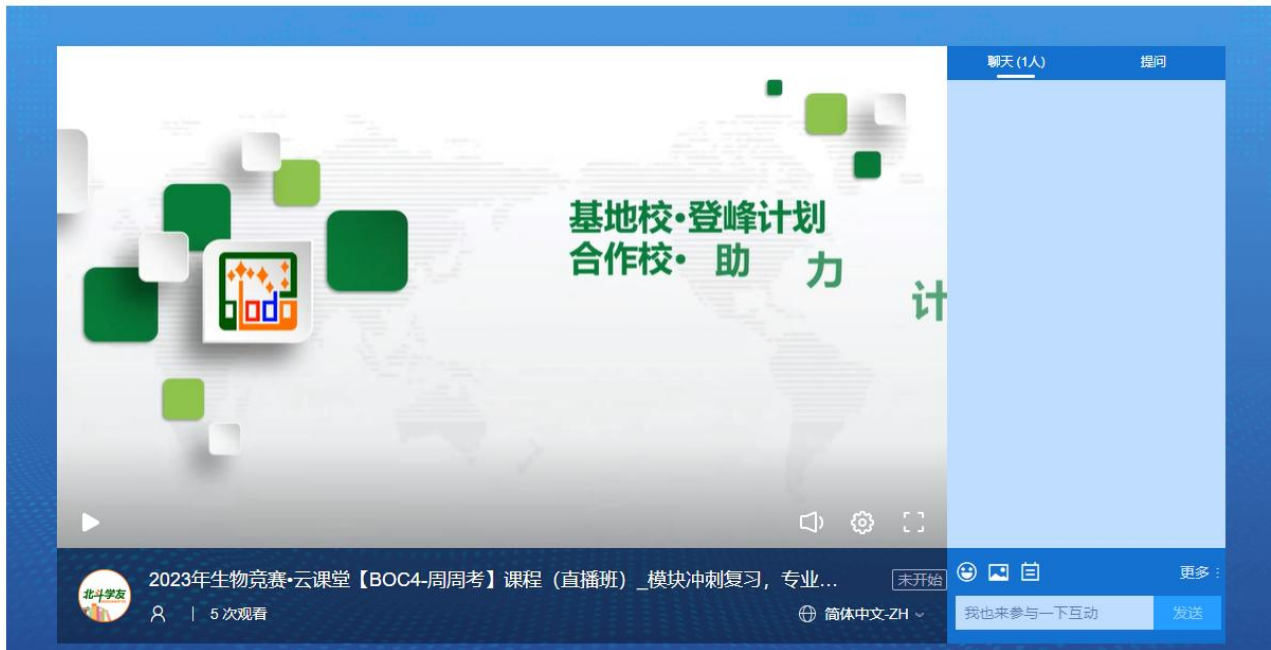 聊天 (1人)
提问
基地校•登峰计划
合作校•助力计
blodo
北斗学友
2023年生物竞赛•云课堂【BOC4-周周考】课程（直播班）_模块冲刺复习，专业...
未开始
5 次观看
简体中文-ZH
更多
我也来参与一下互动
发送